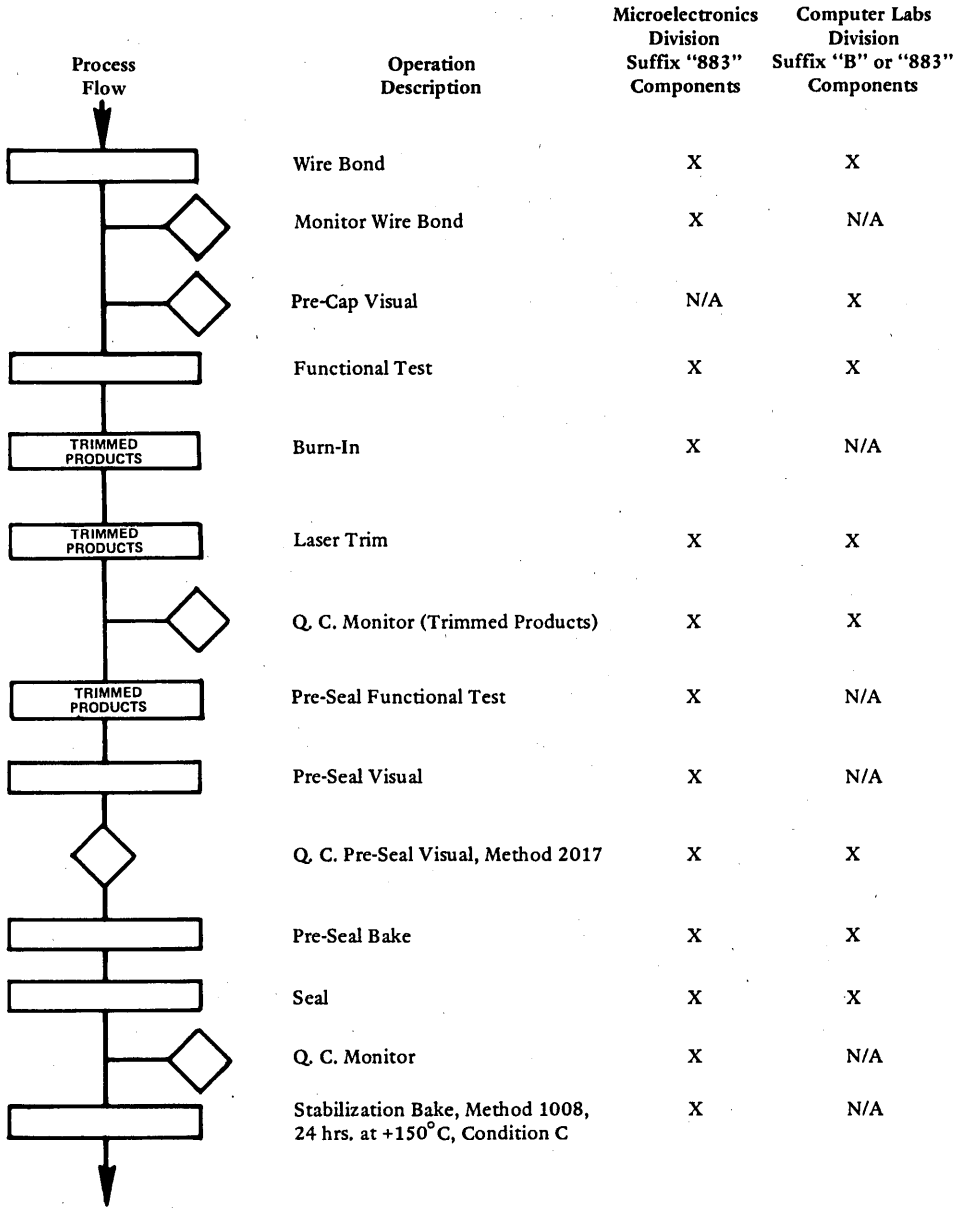 Process
Flow
Operation
Description
Microelectronics
Division
Suffix “883”
Components
Computer Labs
Division
Suffix “B” or “883”
Components
Wire Bond X X
Monitor Wire Bond X N/A
Pre-Cap Visual N/A X
Functional Test X X
TRIMMED
PRODUCTS
Burn-In X N/A
TRIMMED
PRODUCTS
Laser Trim X X
Q. C. Monitor (Trimmed Products) X X
TRIMMED
PRODUCTS
Pre-Seal Functional Test X N/A
Pre-Seal Visual X N/A
Q. C. Pre-Seal Visual, Method 2017 X X
Pre-Seal Bake X X
Seal X X
Q. C. Monitor X N/A
Stabilization Bake, Method 1008, X N/A
24 hrs. at +150°C, Condition C